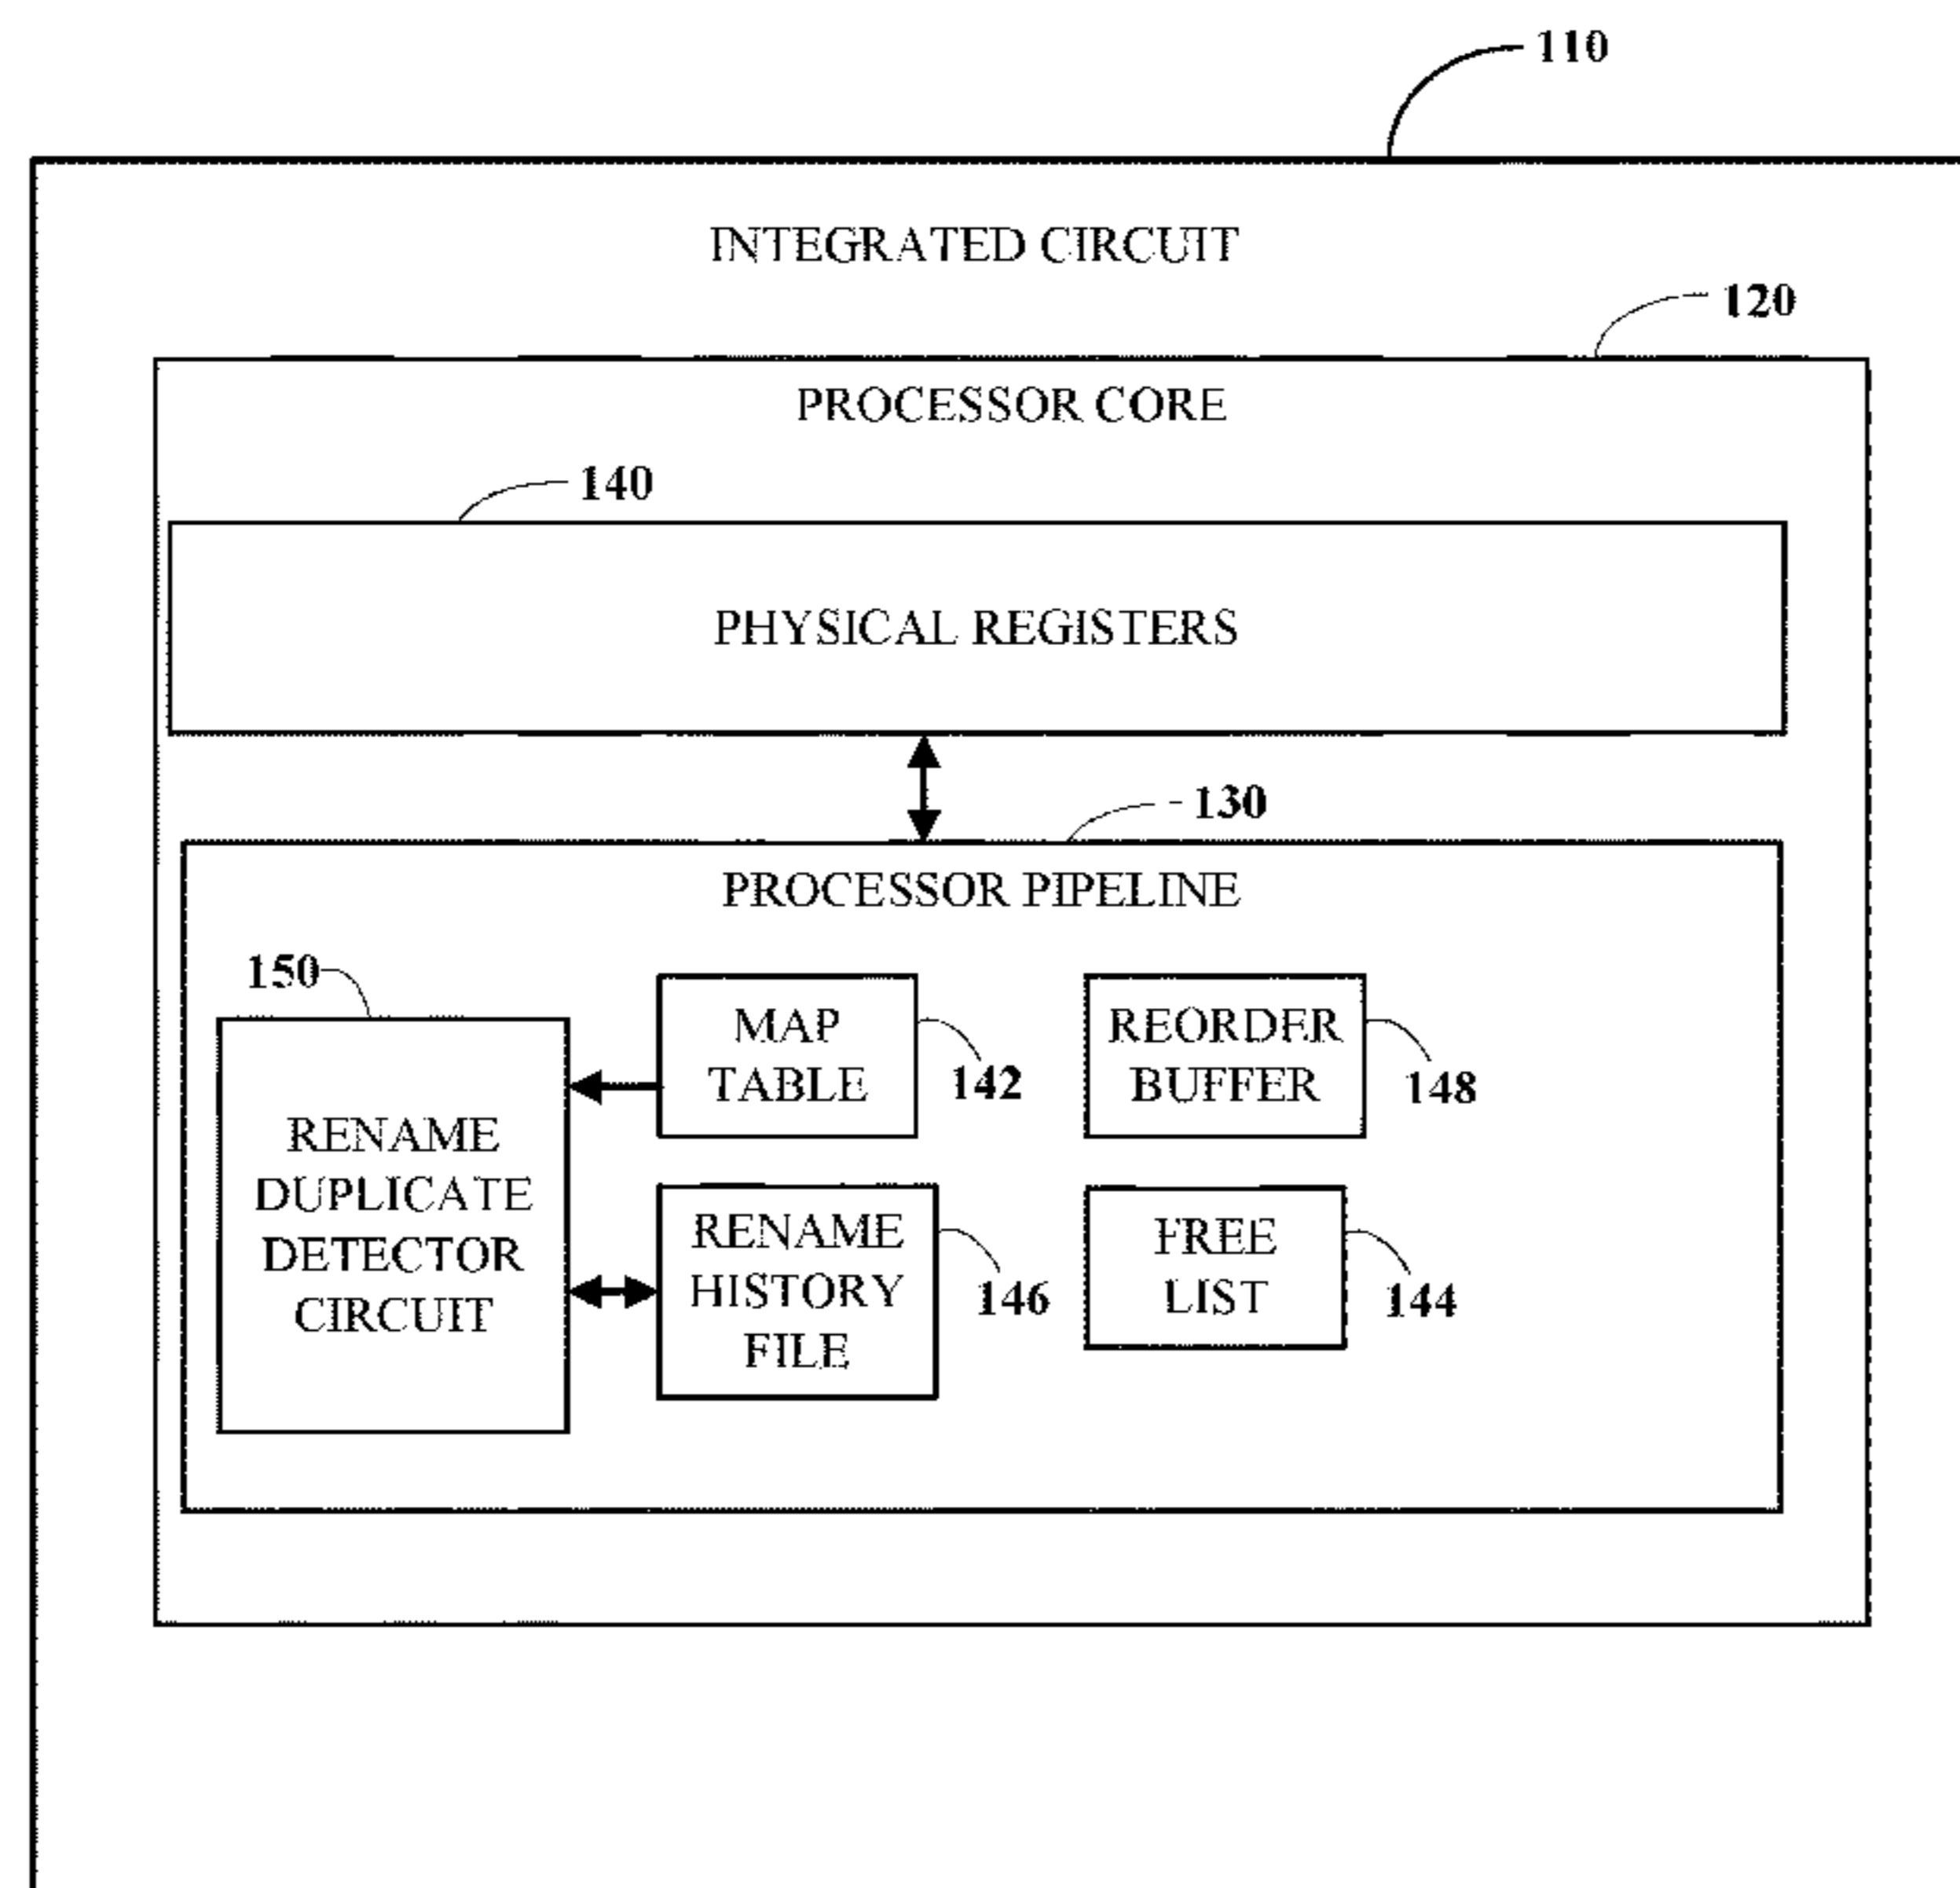 110
INTEGRATED CIRCUIT
120
PROCESSOR CORE
140
PHYSICAL REGISTERS
130
PROCESSOR PIPELINE
150
RENAME
DUPLICATE
DETECTOR
CIRCUIT
MAP
TABLE
142
REORDER
BUFFER
148
RENAME
HISTORY
FILE
146
FREE
LIST
144